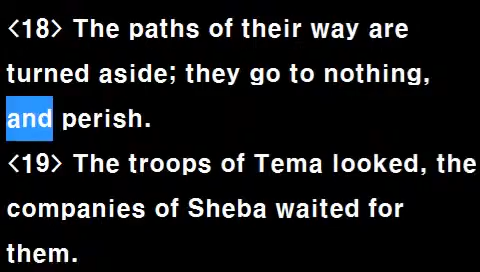 <18> The paths of their way are
turned aside; they go to nothing,
and perish.
<19> The troops of Tema looked, the
companies of Sheba waited for
them.